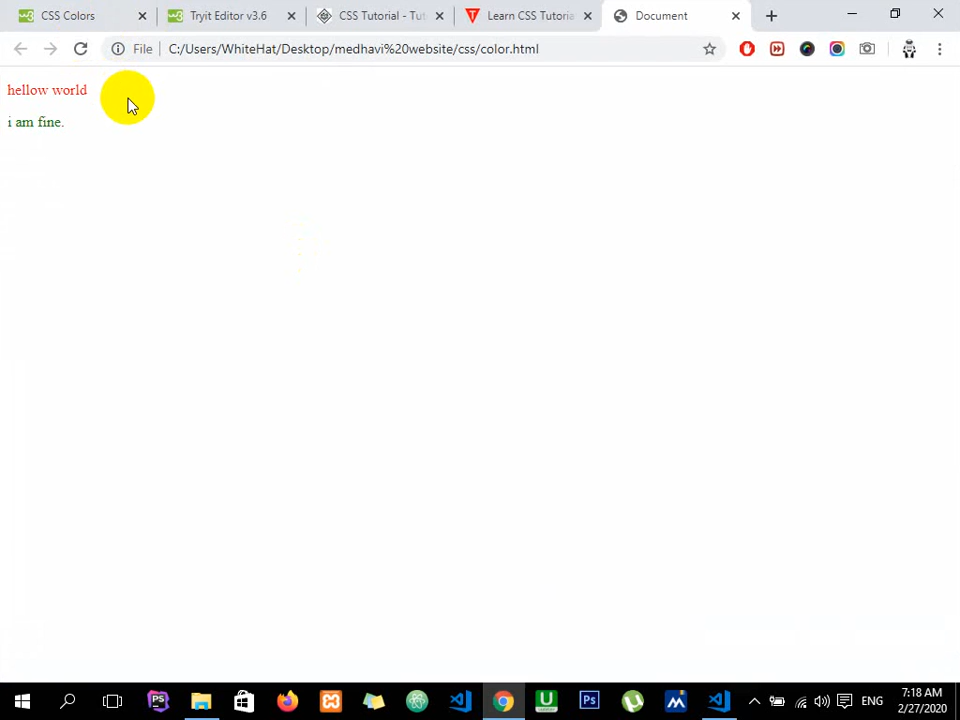 CSS Colors
Tryit Editor v3.6
CSS Tutorial - Tut
Learn CSS Tutoria
Document
File
C:/Users/WhiteHat/Desktop/medhavi%20website/css/color.html
hellow world
i am fine.
ENG
7:18 AM
2/27/2020